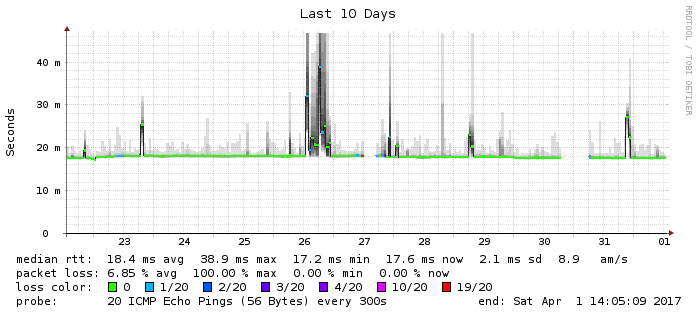 Last 10 Days
RRDTOOL / TOBI OETIKER
Seconds
40 m
30 m
20 m
10 m
0
23 24 25 26 27 28 29 30 31 01
median rtt: 18.4 ms avg 38.9 ms max 17.2 ms min 17.6 ms now 2.1 ms sd 8.9 am/s
packet loss: 6.85 % avg 100.00 % max 0.00 % min 0.00 % now
loss color: 0 1/20 2/20 3/20 4/20 10/20 19/20
probe: 20 ICMP Echo Pings (56 Bytes) every 300s end: Sat Apr 1 14:05:09 2017